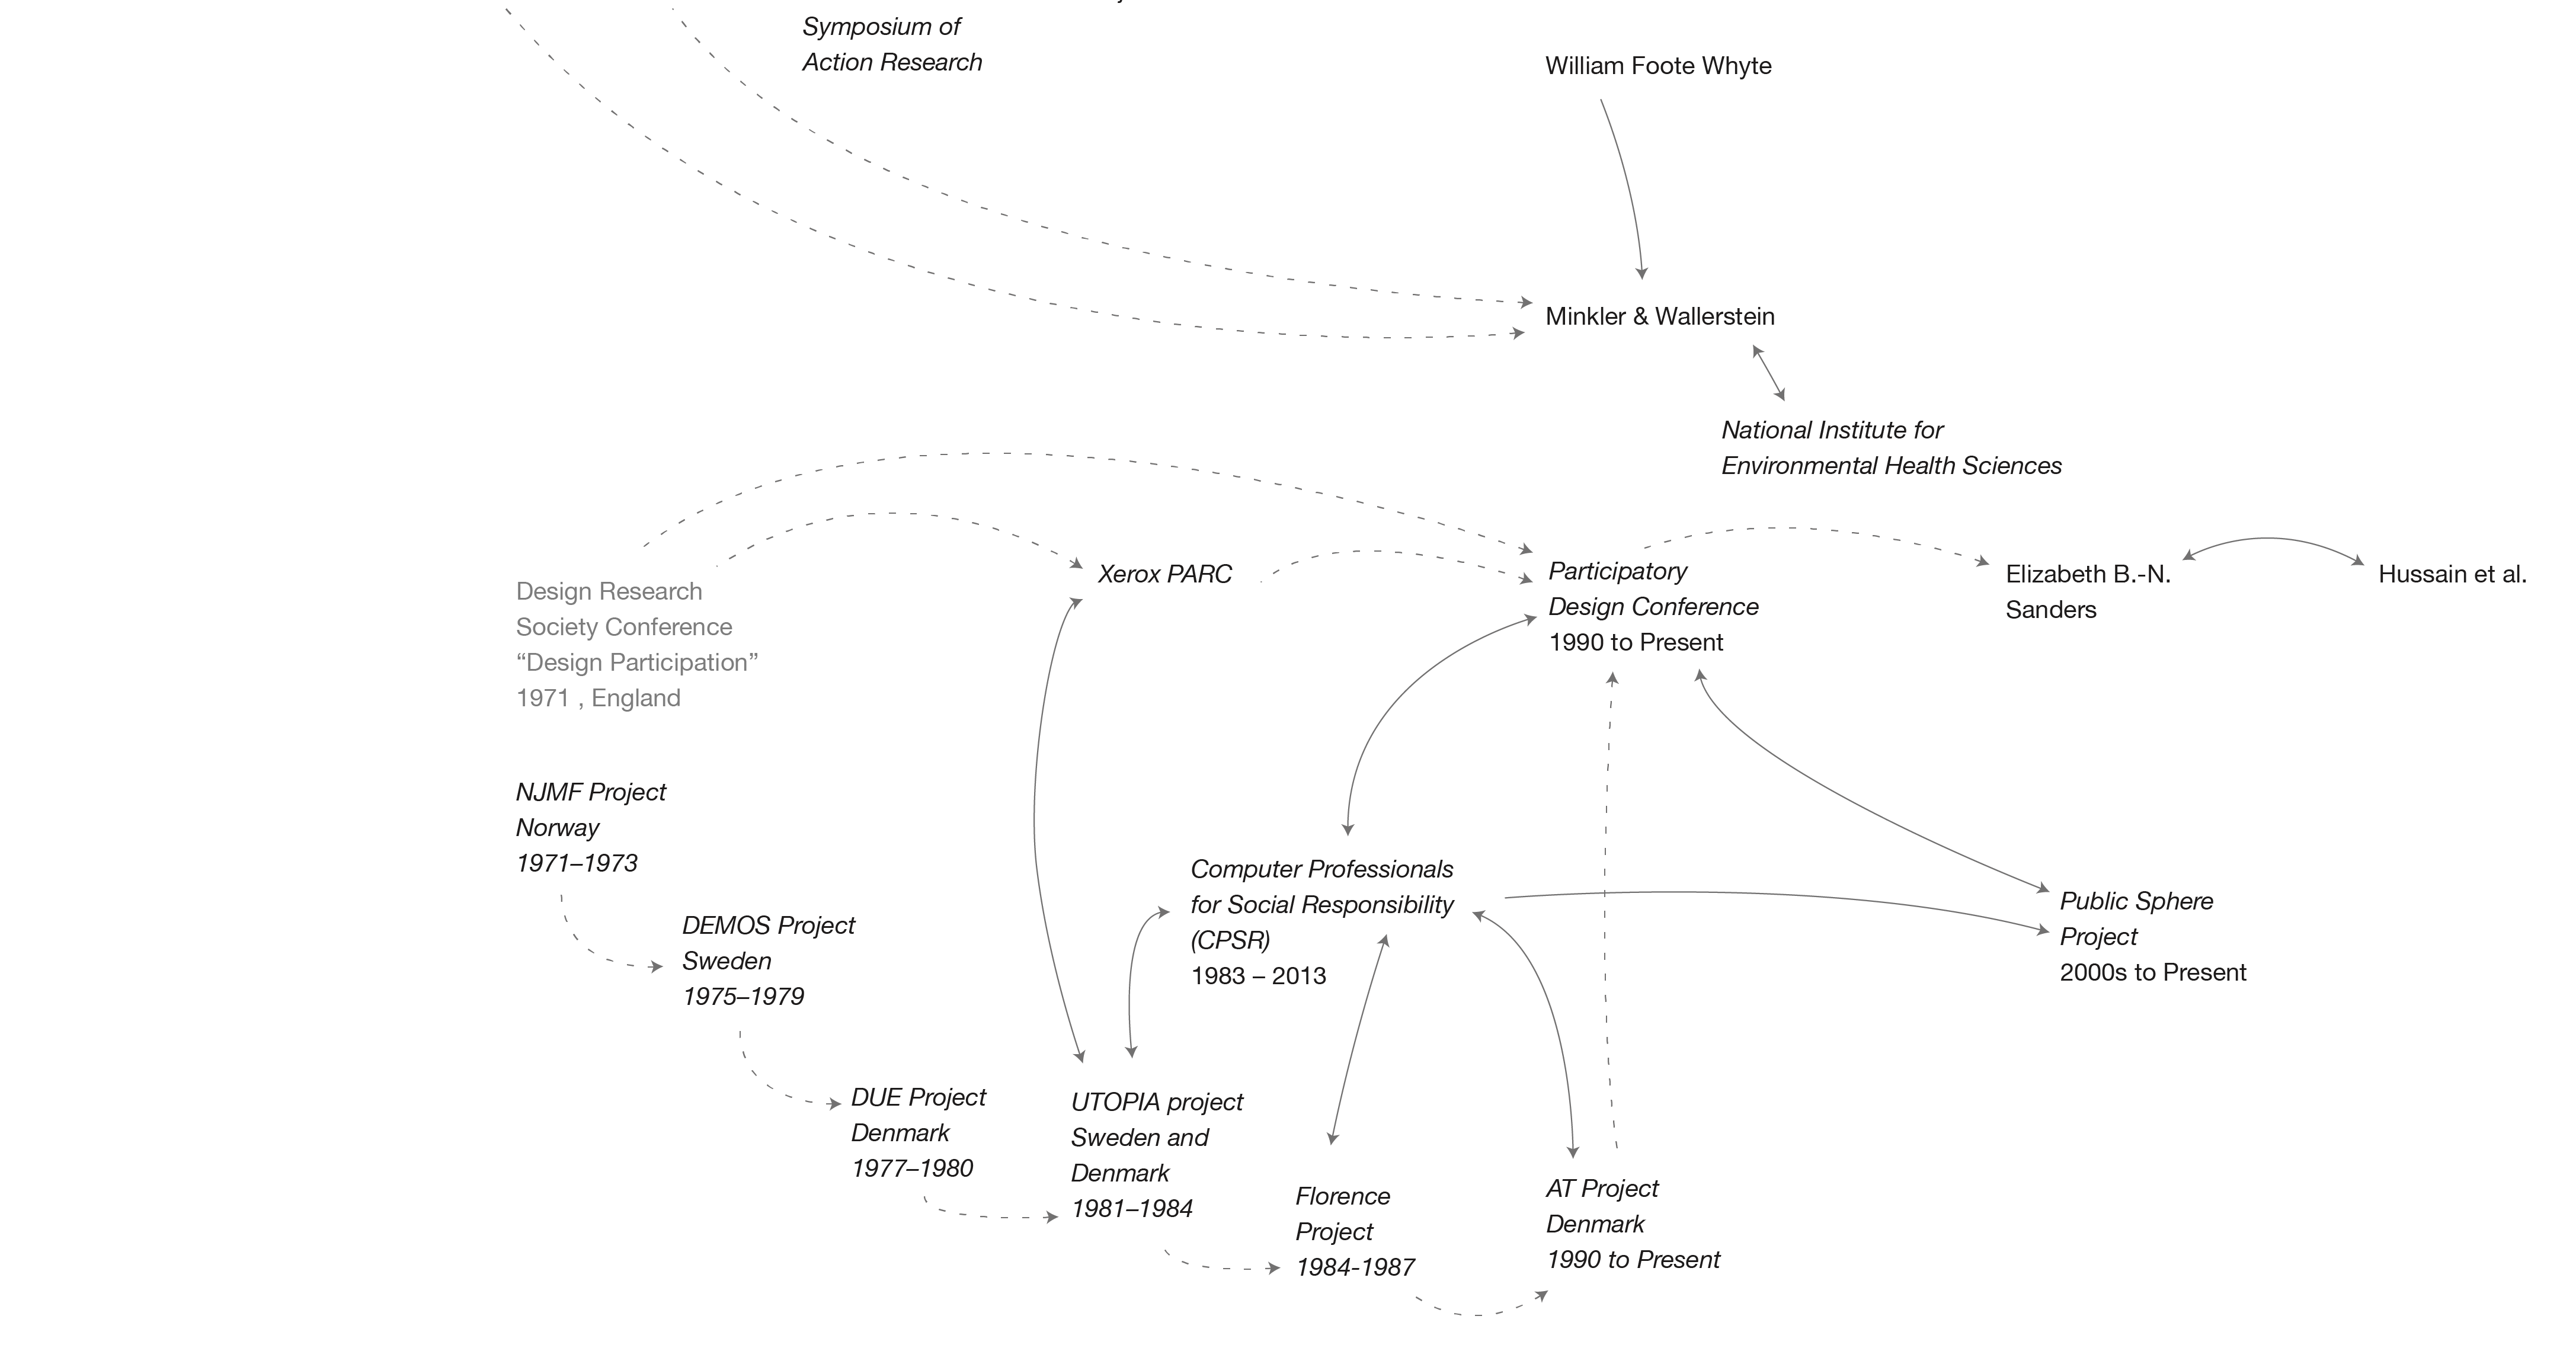 Symposium of
Action Research
William Foote Whyte
Minkler & Wallerstein
National Institute for
Environmental Health Sciences
Design Research
Society Conference
“Design Participation”
1971 , England
Xerox PARC
Participatory
Design Conference
1990 to Present
Elizabeth B.-N.
Sanders
Hussain et al.
NJMF Project
Norway
1971–1973
DEMOS Project
Sweden
1975–1979
DUE Project
Denmark
1977–1980
UTOPIA project
Sweden and
Denmark
1981–1984
Computer Professionals
for Social Responsibility
(CPSR)
1983 – 2013
Florence
Project
1984-1987
AT Project
Denmark
1990 to Present
Public Sphere
Project
2000s to Present